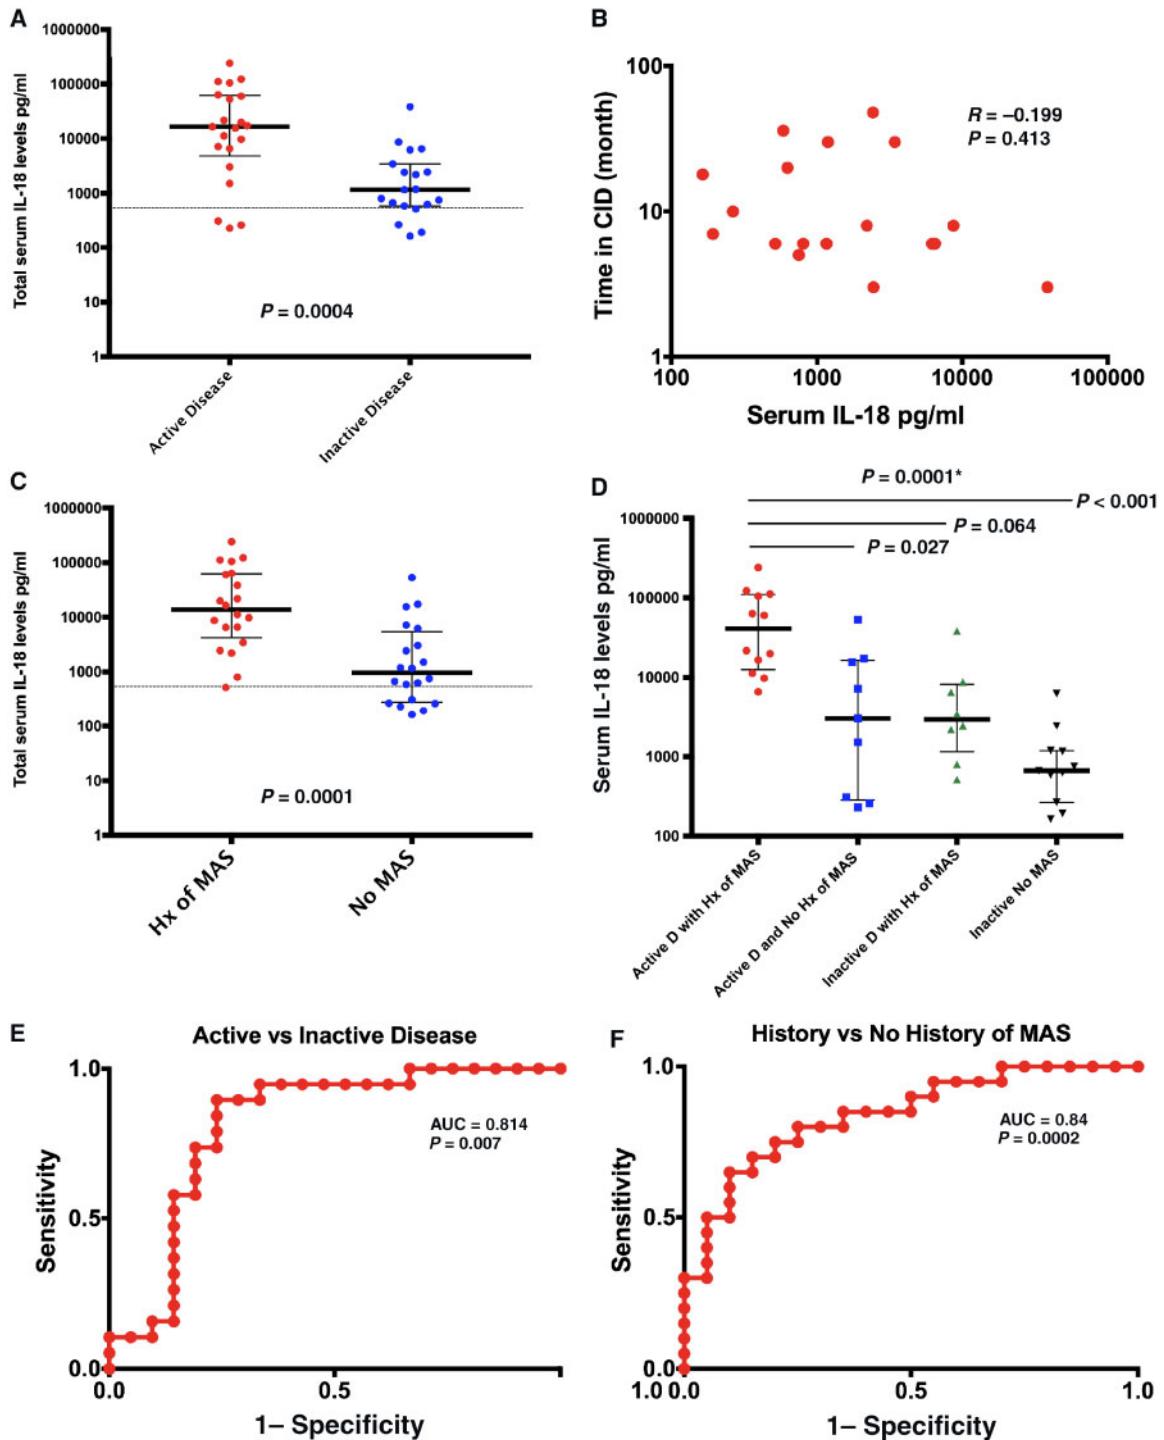 A
Total serum IL-18 levels pg/ml
1000000
100000
10000
1000
100
10
1
P = 0.0004
Active Disease
Inactive Disease
B
Time in CID (month)
100
10
1
R = –0.199
P = 0.413
100
1000
10000
100000
Serum IL-18 pg/ml
C
Total serum IL-18 levels pg/ml
1000000
100000
10000
1000
100
10
1
P = 0.0001
Hx of MAS
No MAS
D
P = 0.0001*
P < 0.001
P = 0.064
P = 0.027
Serum IL-18 levels pg/ml
1000000
100000
10000
1000
100
Active D with Hx of MAS
Active D and No Hx of MAS
Inactive D with Hx of MAS
Inactive No MAS
E
Active vs Inactive Disease
Sensitivity
1.0
0.5
0.0
AUC = 0.814
P = 0.007
0.0
0.5
1.0
1– Specificity
F
History vs No History of MAS
Sensitivity
1.0
0.5
0.0
AUC = 0.84
P = 0.0002
0.0
0.5
1.0
1– Specificity